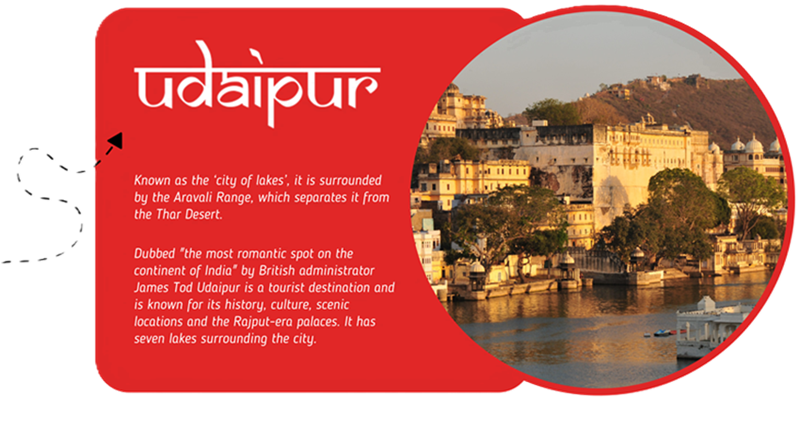 udaipur
Known as the 'city of lakes', it is surrounded
by the Aravali Range, which separates it from
the Thar Desert.
Dubbed "the most romantic spot on the
continent of India" by British administrator
James Tod Udaipur is a tourist destination and
is known for its history, culture, scenic
locations and the Rajput-era palaces. It has
seven lakes surrounding the city.